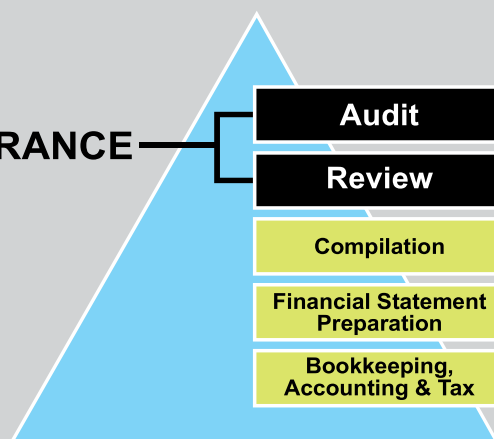 Audit
RANCE
Review
Compilation
Financial Statement
Preparation
Bookkeeping,
Accounting & Tax